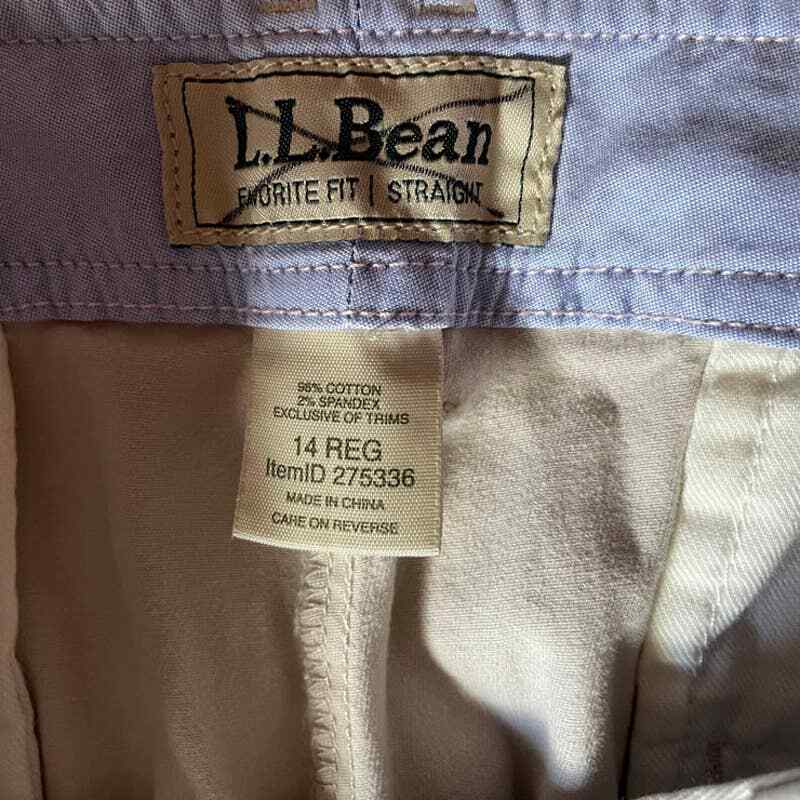 L.L.Bean
FAVORITE FIT | STRAIGHT
98% COTTON
2% SPANDEX
EXCLUSIVE OF TRIMS
14 REG
ItemID 275336
MADE IN CHINA
CARE ON REVERSE